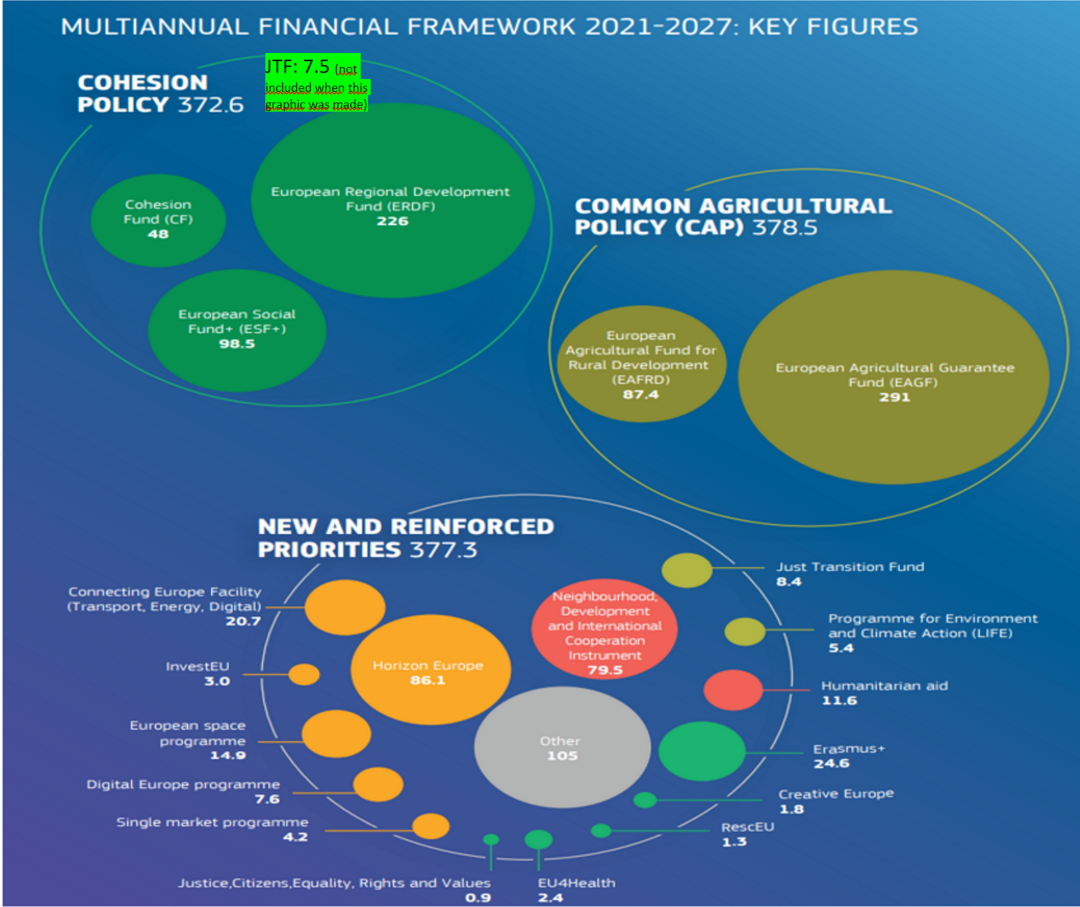 MULTIANNUAL FINANCIAL FRAMEWORK 2021-2027: KEY FIGURES
COHESION
POLICY 372.6
JTF: 7.5 (not
included when this
graphic was made)
European Regional Development
Fund (ERDF)
226
Cohesion
Fund (CF)
48
European Social
Fund+ (ESF+)
98.5
COMMON AGRICULTURAL
POLICY (CAP) 378.5
European
Agricultural Fund for
Rural Development
(EAFRD)
87.4
European Agricultural Guarantee
Fund (EAGF)
291
NEW AND REINFORCED
PRIORITIES 377.3
Connecting Europe Facility
(Transport, Energy, Digital)
20.7
InvestEU
3.0
European space
programme
14.9
Digital Europe programme
7.6
Single market programme
4.2
Justice,Citizens,Equality, Rights and Values
0.9
EU4Health
2.4
Horizon Europe
86.1
Neighbourhood,
Development
and International
Cooperation
Instrument
79.5
Other
105
Just Transition Fund
8.4
Programme for Environment
and Climate Action (LIFE)
5.4
Humanitarian aid
11.6
Erasmus+
24.6
Creative Europe
1.8
RescEU
1.3